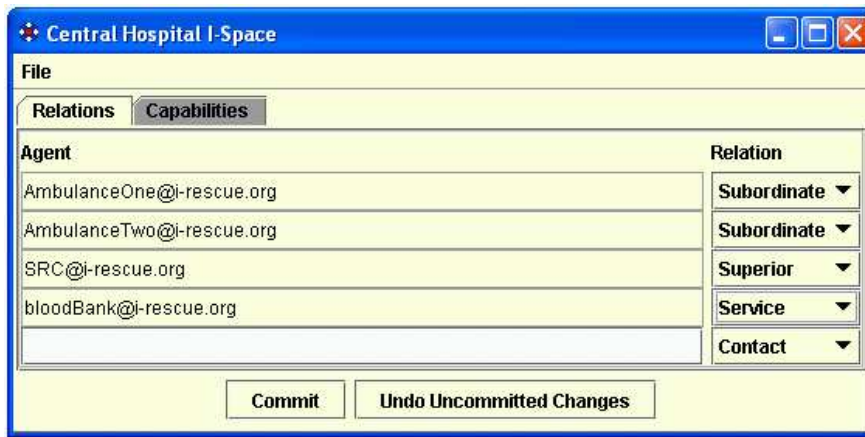 Central Hospital I-Space
File
Relations Capabilities
Agent Relation
AmbulanceOne@i-rescue.org Subordinate
AmbulanceTwo@i-rescue.org Subordinate
SRC@i-rescue.org Superior
bloodBank@i-rescue.org Service
Contact
Commit Undo Uncommitted Changes